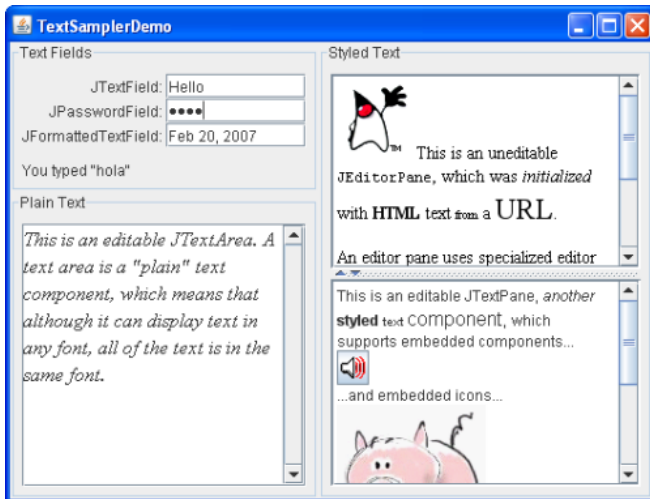 TextSamplerDemo
Text Fields
JTextField: Hello
JPasswordField: ••••
JFormattedTextField: Feb 20, 2007
You typed "hola"
Plain Text
This is an editable JTextArea. A
text area is a "plain" text
component, which means that
although it can display text in
any font, all of the text is in the
same font.
Styled Text
TM This is an uneditable
JEditorPane, which was initialized
with HTML text from a URL.
An editor pane uses specialized editor
This is an editable JTextPane, another
styled text component, which
supports embedded components...
...and embedded icons...